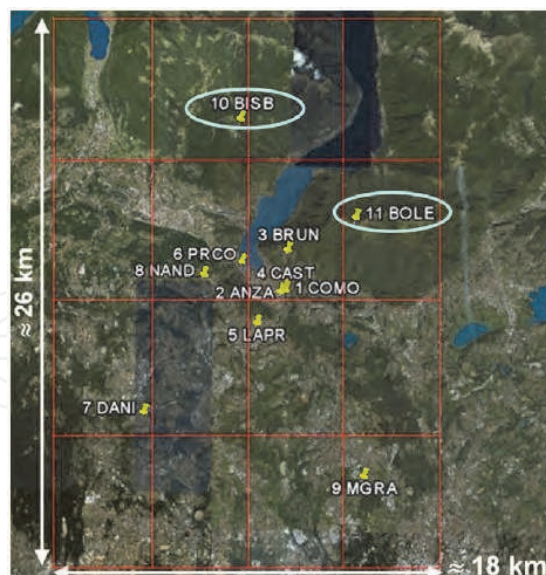 10 BISB
11 BOLE
3 BRUN
6 PRCO
8 NAND
4 CAST
2 ANZA
1 COMO
5 LAPR
7 DANI
9 MGRA
≈ 26 km
≈ 18 km